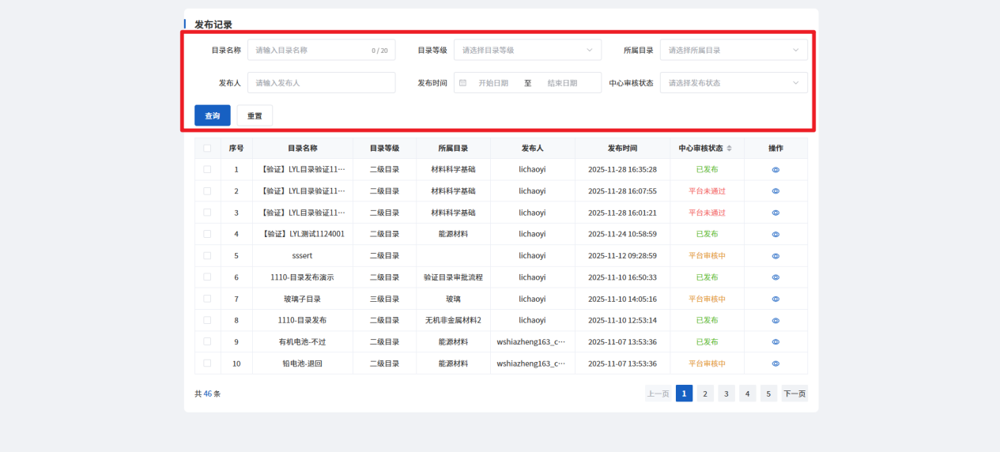 发布记录
目录名称 请输入目录名称 0 / 20 目录等级 请选择目录等级 所属目录 请选择所属目录
发布人 请输入发布人 发布时间 开始日期 至 结束日期 中心审核状态 请选择发布状态
查询 重置
序号 目录名称 目录等级 所属目录 发布人 发布时间 中心审核状态 操作
1 【验证】LYL目录验证11··· 二级目录 材料科学基础 lichaoyi 2025-11-28 16:35:28 已发布
2 【验证】LYL目录验证11··· 二级目录 材料科学基础 lichaoyi 2025-11-28 16:07:55 平台未通过
3 【验证】LYL目录验证11··· 二级目录 材料科学基础 lichaoyi 2025-11-28 16:01:21 平台未通过
4 【验证】LYL测试1124001 二级目录 能源材料 lichaoyi 2025-11-24 10:58:59 已发布
5 sssert 二级目录 lichaoyi 2025-11-12 09:28:59 平台审核中
6 1110-目录发布演示 二级目录 验证目录审批流程 lichaoyi 2025-11-10 16:50:33 已发布
7 玻璃子目录 三级目录 玻璃 lichaoyi 2025-11-10 14:05:16 平台审核中
8 1110-目录发布 二级目录 无机非金属材料2 lichaoyi 2025-11-10 12:53:14 已发布
9 有机电池-不过 二级目录 能源材料 wshiazheng163_c··· 2025-11-07 13:53:36 已发布
10 铅电池-退回 二级目录 能源材料 wshiazheng163_c··· 2025-11-07 13:53:36 平台审核中
共 46 条 上一页 1 2 3 4 5 下一页